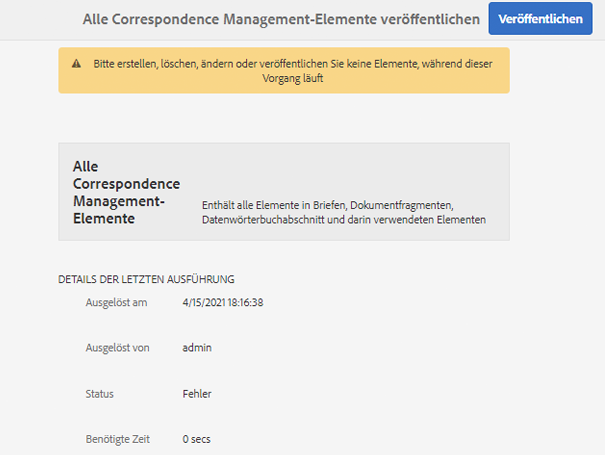 Alle Correspondence Management-Elemente veröffentlichen
Veröffentlichen
Bitte erstellen, löschen, ändern oder veröffentlichen Sie keine Elemente, während dieser
Vorgang läuft
Alle
Correspondence
Management-
Elemente
Enthält alle Elemente in Briefen, Dokumentfragmenten,
Datenwörterbuchabschnitt und darin verwendeten Elementen
DETAILS DER LETZTEN AUSFÜHRUNG
Ausgelöst am 4/15/2021 18:16:38
Ausgelöst von admin
Status Fehler
Benötigte Zeit 0 secs